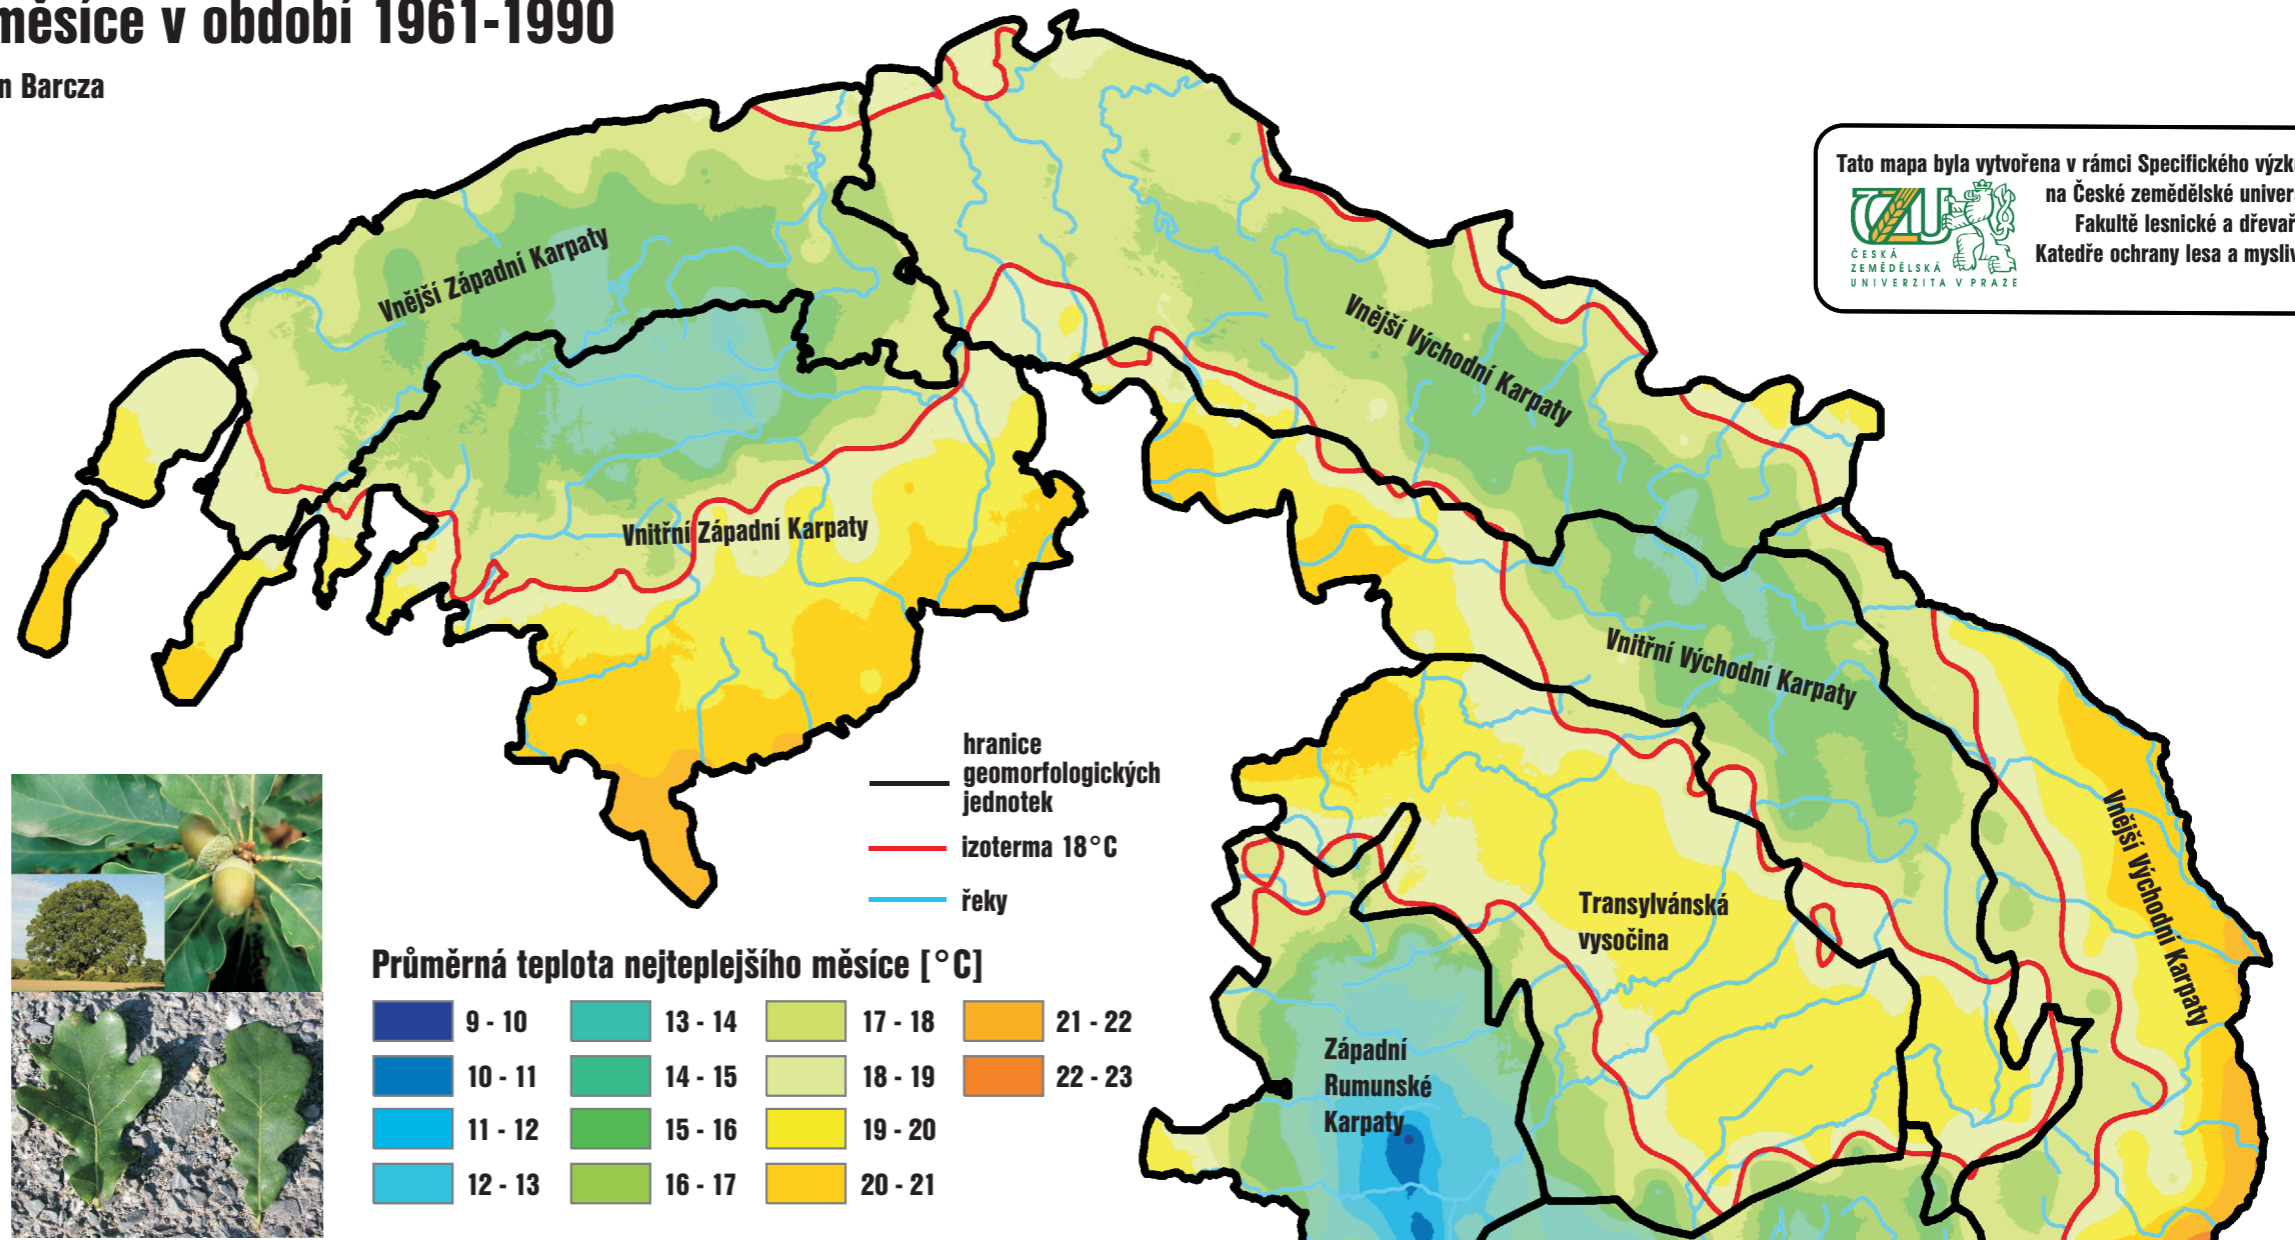 měsíce v období 1961-1990
n Barcza
Tato mapa byla vytvořena v rámci Specifického
na České zemědělské
Fakultě lesnické a
Katedře ochrany lesa a
ČZU
ČESKÁ
ZEMĚDĚLSKÁ
UNIVERZITA V PRAZE
Vnější Západní Karpaty
Vnější Východní Karpaty
Vnitřní Západní Karpaty
Vnitřní Východní Karpaty
Vnější Východní Karpaty
Transylvánská
vysočina
Západní
Rumunské
Karpaty
hranice
geomorfologických
jednotek
izoterma 18°C
řeky
Průměrná teplota nejteplejšího měsíce [°C]
9 - 10
10 - 11
11 - 12
12 - 13
13 - 14
14 - 15
15 - 16
16 - 17
17 - 18
18 - 19
19 - 20
20 - 21
21 - 22
22 - 23